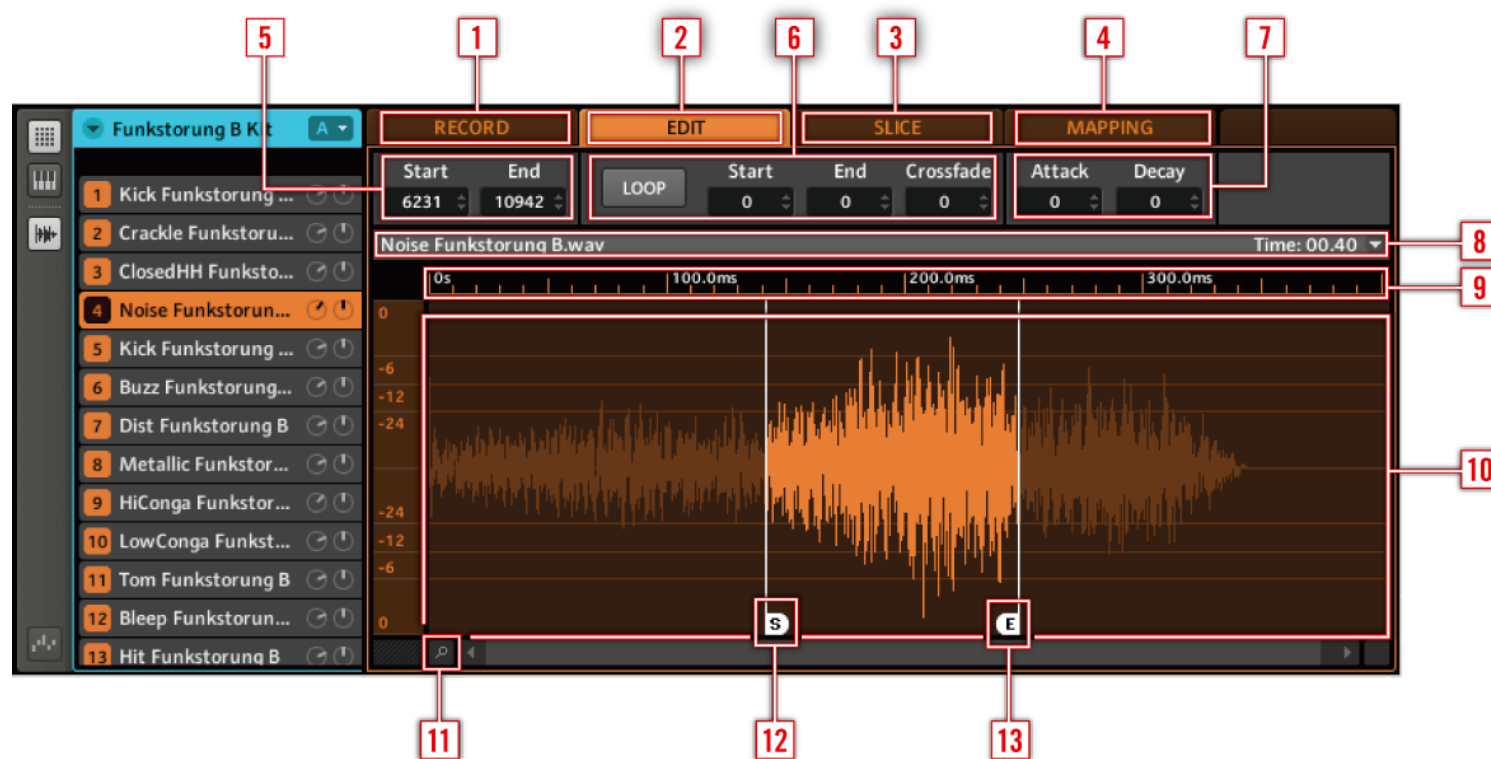 5 1 2 6 3 4 7
Funkstorung B Kit A RECORD EDIT SLICE MAPPING
Start End LOOP Start End Crossfade Attack Decay
6231 10942 0 0 0 0 0
Noise Funkstorung B.wav Time: 00.40 8
0s 100.0ms 200.0ms 300.0ms 9
1 Kick Funkstorung ...
2 Crackle Funkstoru...
3 ClosedHH Funksto...
4 Noise Funkstorun...
5 Kick Funkstorung ...
6 Buzz Funkstorung...
7 Dist Funkstorung B
8 Metallic Funkstor...
9 HiConga Funkstor...
10 LowConga Funkst...
11 Tom Funkstorung B
12 Bleep Funkstorun...
13 Hit Funkstorung B
0
-6
-12
-24
-24
-12
-6
0
10
S E
11 12 13